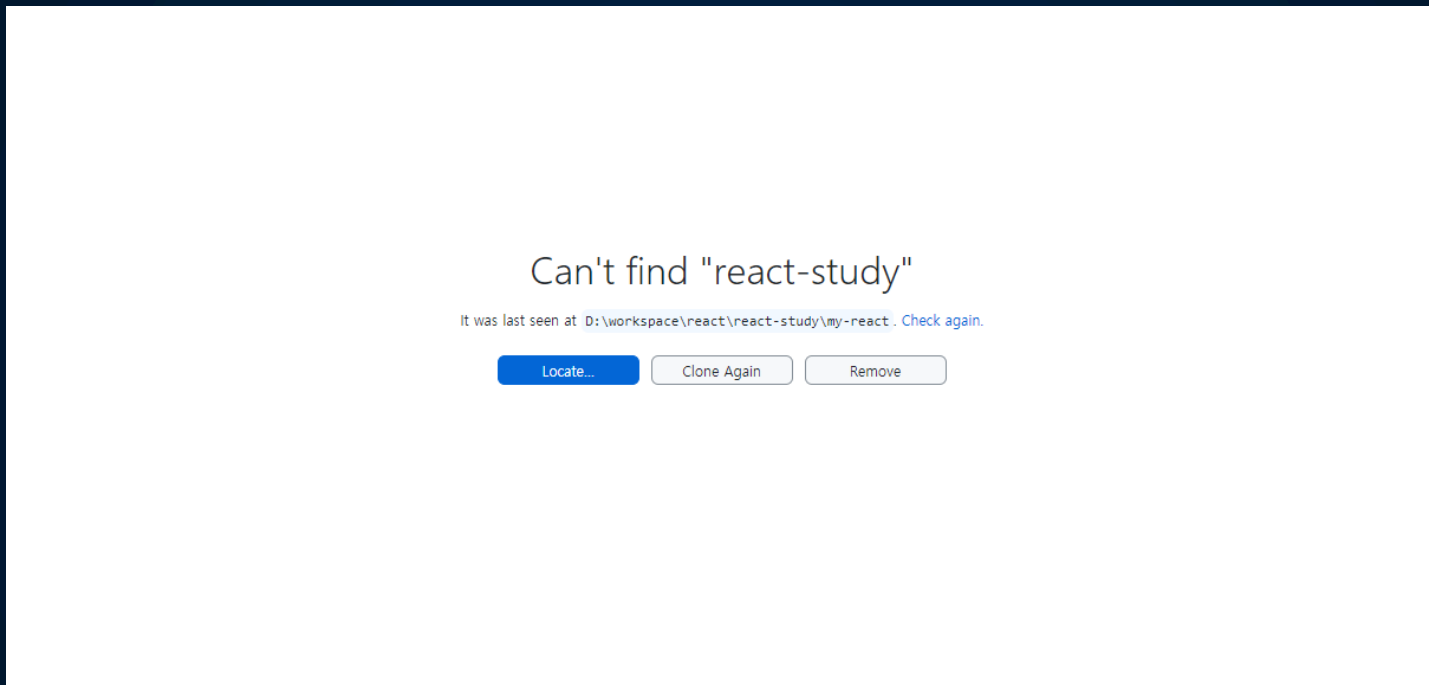 Can't find "react-study"
It was last seen at D:\workspace\react\react-study\my-react. Check again.
Locate... Clone Again Remove